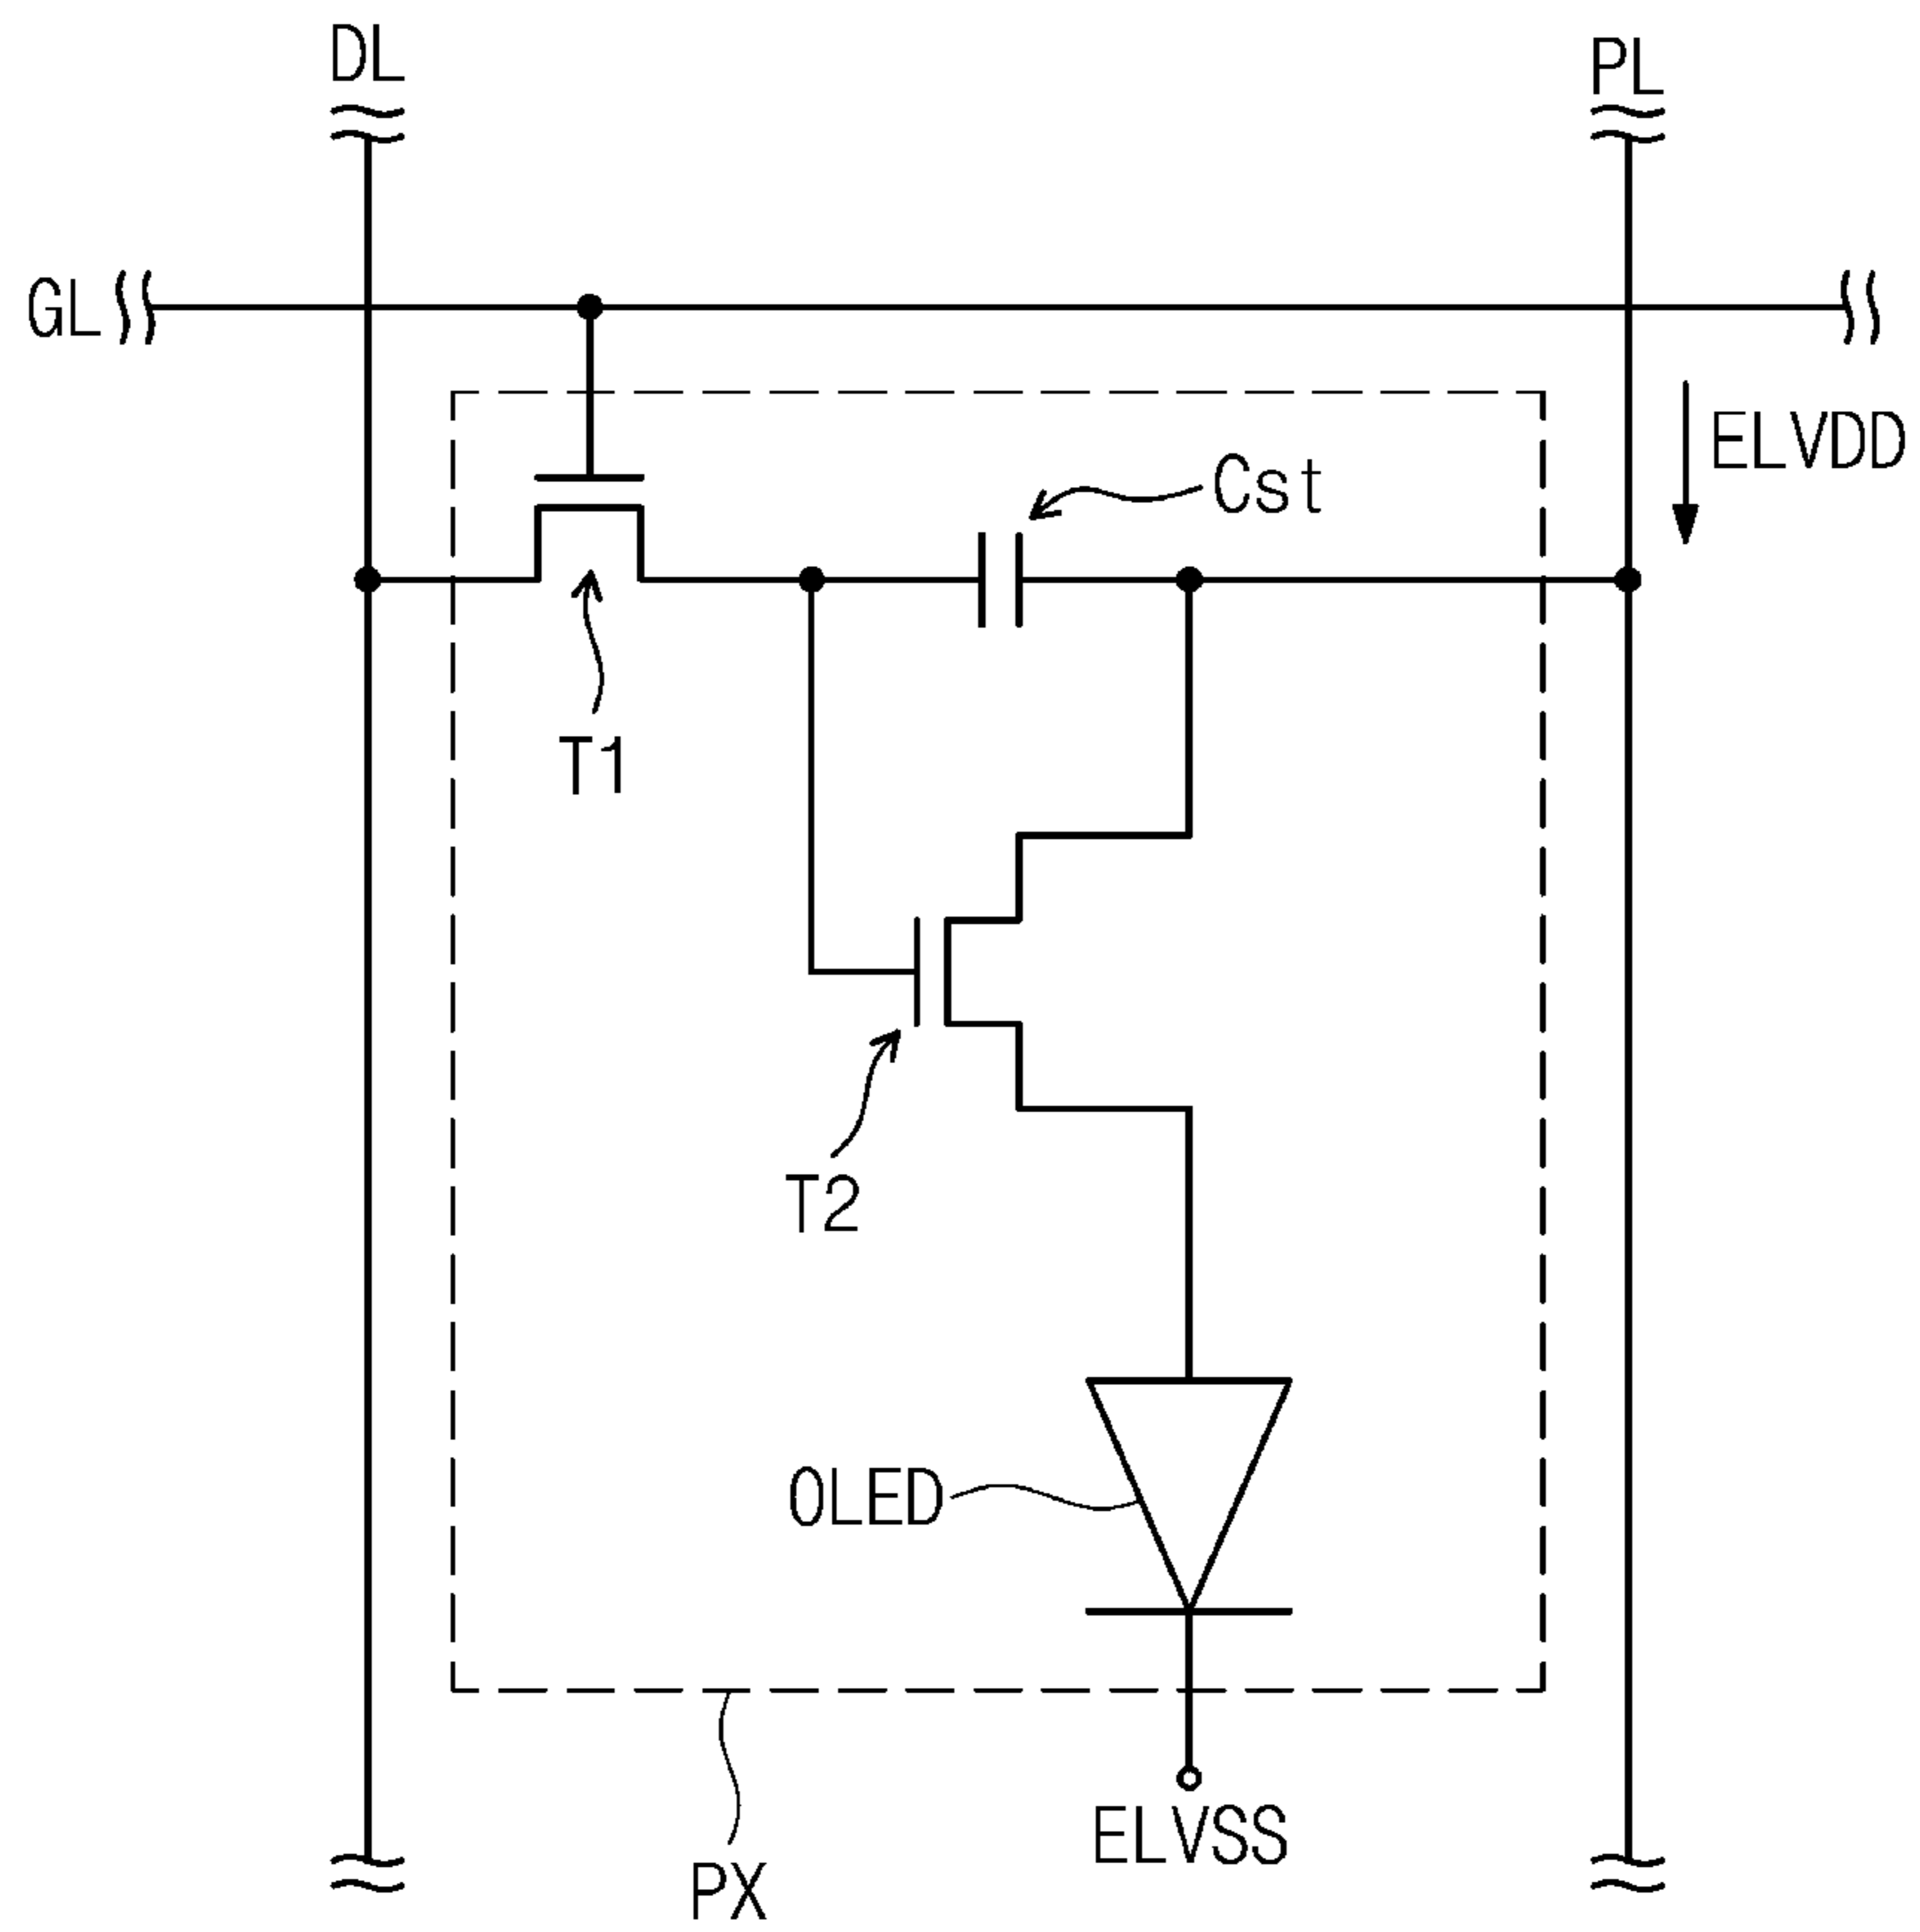 DL
PL
GL
ELVDD
Cst
T1
T2
OLED
ELVSS
PX